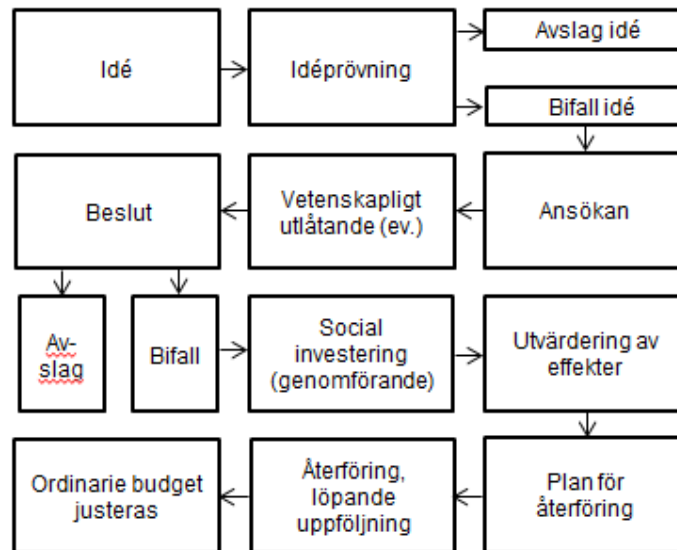 Idé
Idéprövning
Avslag idé
Bifall idé
Ansökan
Vetenskapligt
utlåtande (ev.)
Beslut
Av-
slag
Bifall
Social
investering
(genomförande)
Utvärdering av
effekter
Plan för
återföring
Återföring,
löpande
uppföljning
Ordinarie budget
justeras